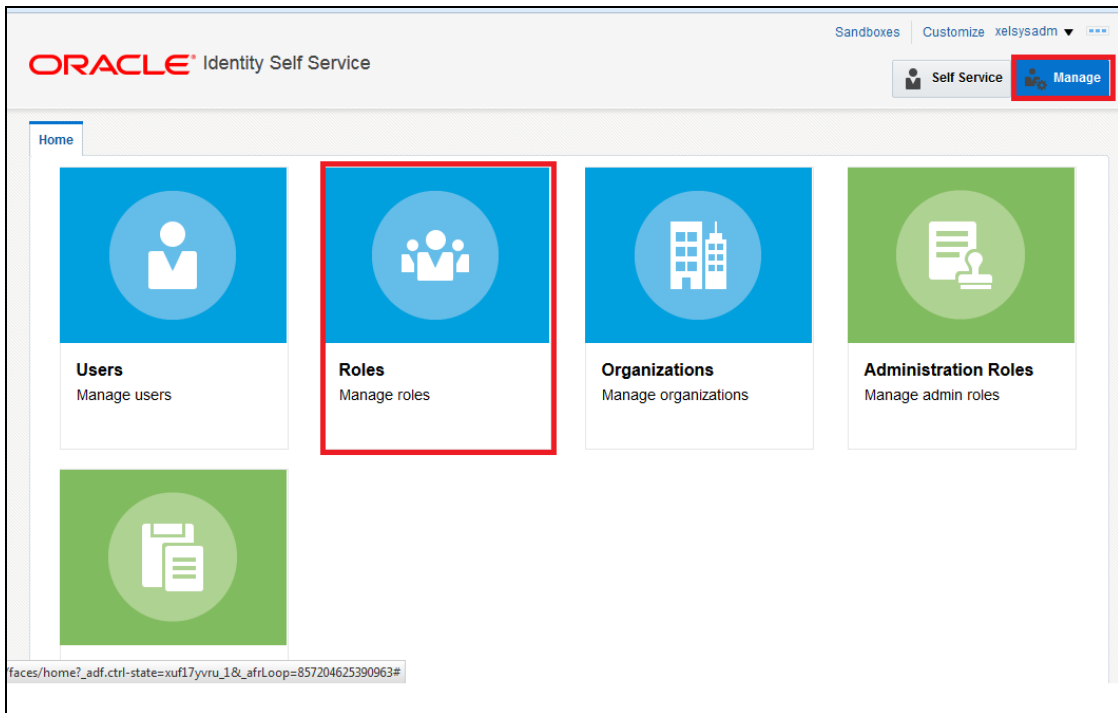 Sandboxes Customize xelsysadm
ORACLE® Identity Self Service
Self Service Manage
Home
Users
Manage users
Roles
Manage roles
Organizations
Manage organizations
Administration Roles
Manage admin roles
/faces/home?_adf.ctrl-state=xuf17yvru_1&_afrLoop=857204625390963#